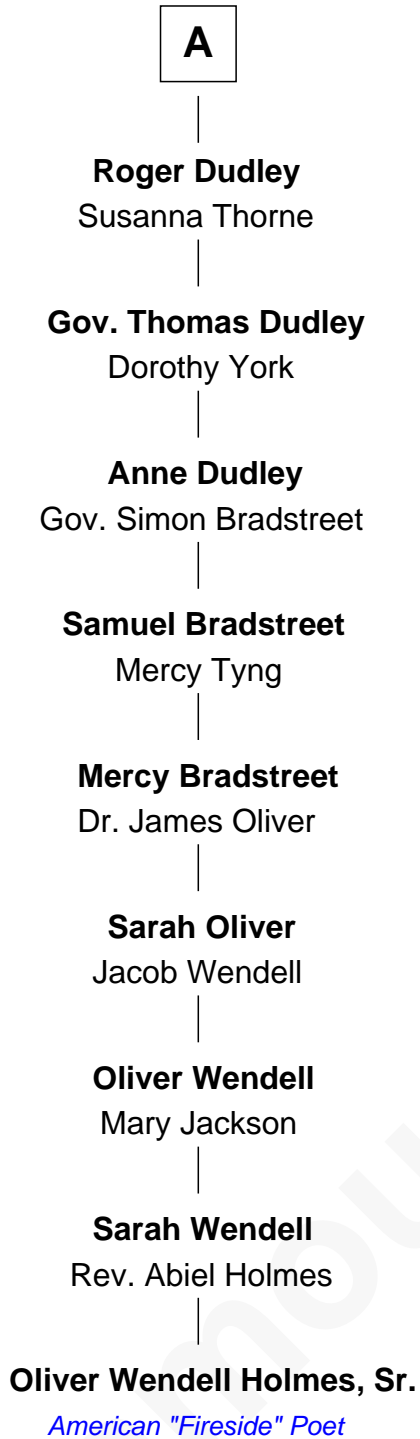 A
Roger Dudley
Susanna Thorne
Gov. Thomas Dudley
Dorothy York
Anne Dudley
Gov. Simon Bradstreet
Samuel Bradstreet
Mercy Tyng
Mercy Bradstreet
Dr. James Oliver
Sarah Oliver
Jacob Wendell
Oliver Wendell
Mary Jackson
Sarah Wendell
Rev. Abiel Holmes
Oliver Wendell Holmes, Sr.
American "Fireside" Poet